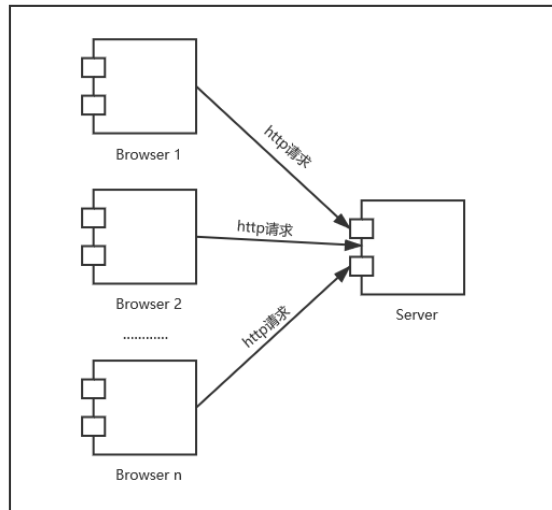 Browser 1
http请求
Browser 2
http请求
Server
............
http请求
Browser n